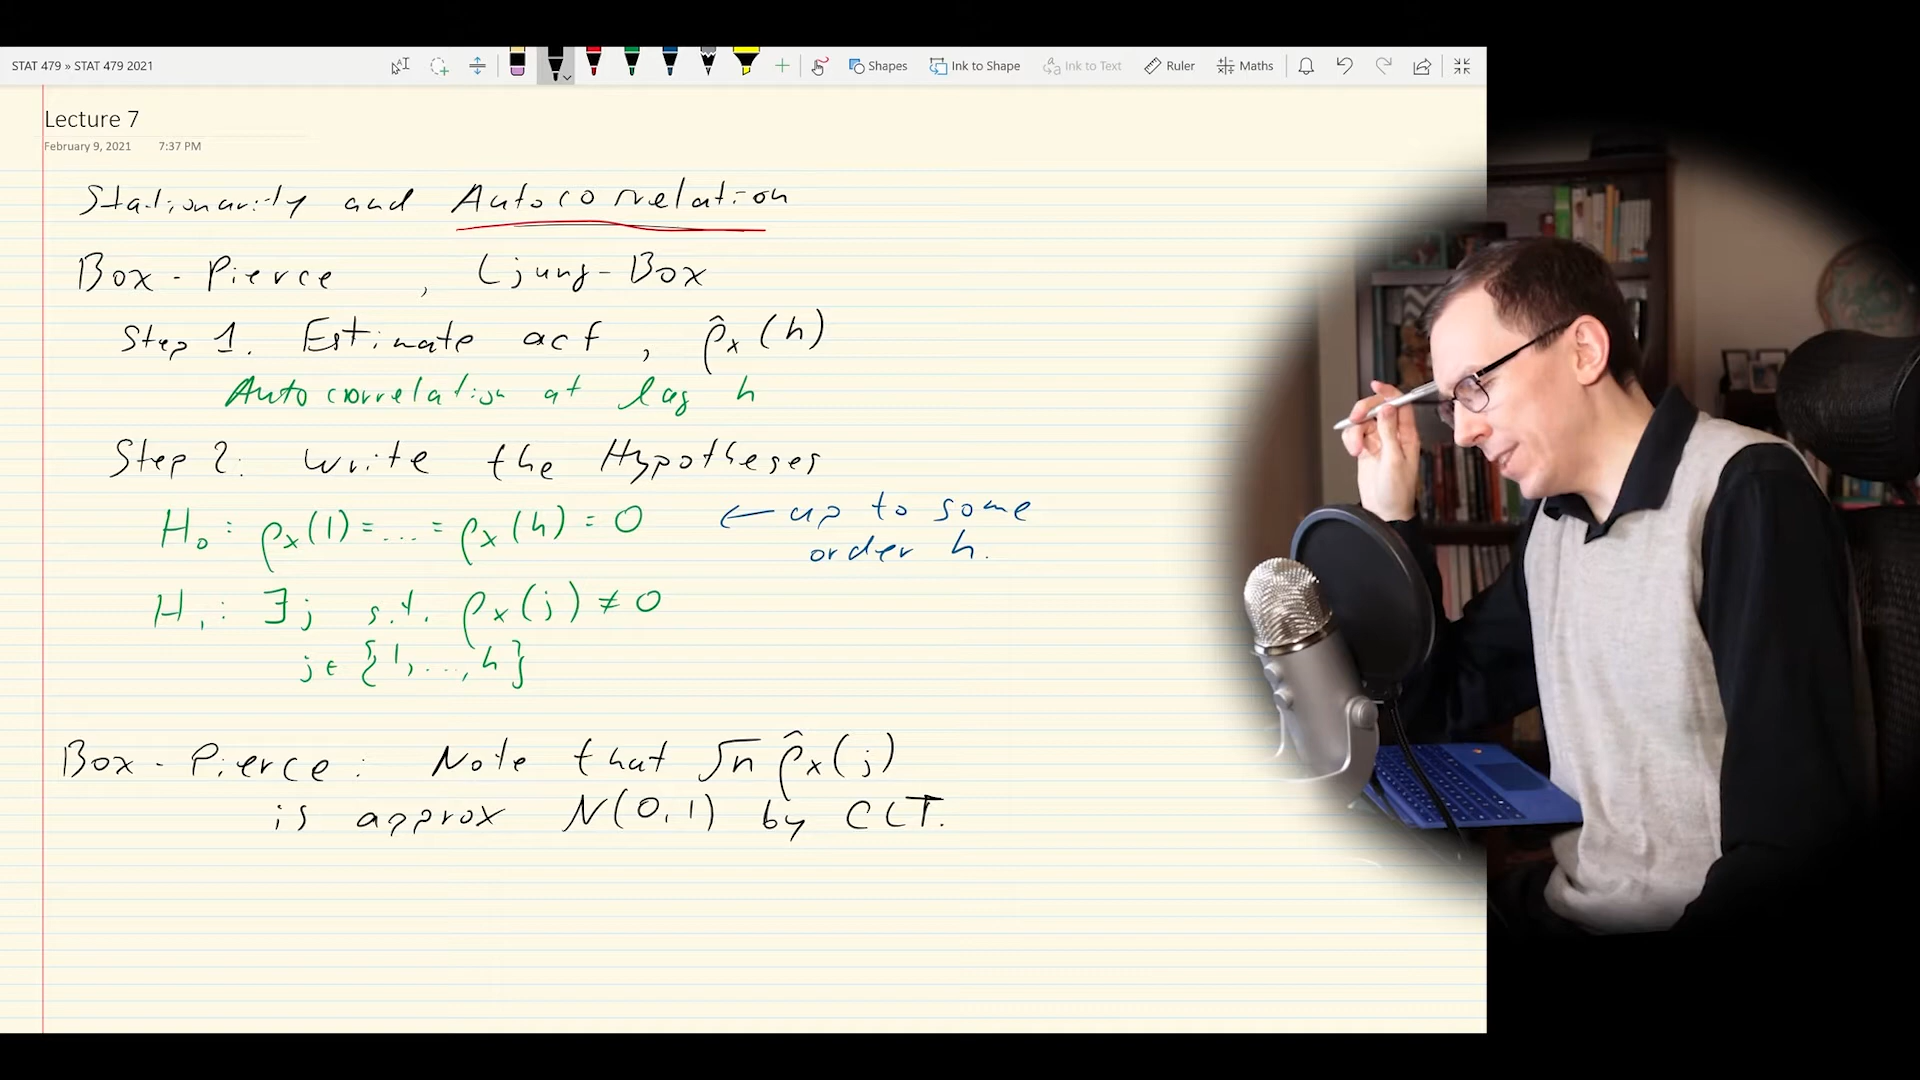 STAT 479 » STAT 479 2021
Shapes
Ink to Shape
Ink to Text
Ruler
Maths
Lecture 7
February 9, 2021 7:37 PM
Stationarity and Autocorrelation
Box-Pierce , Ljung-Box
Step 1. Estimate acf , ρ̂ₓ(h)
Autocorrelation at lag h
Step 2: Write the Hypotheses
H₀: ρₓ(1)=...=ρₓ(h)=0 ← up to some
order h.
H₁: ∃j s.t. ρₓ(j)≠0
j∈{1,...,h}
Box-Pierce: Note that √n ρ̂ₓ(j)
is approx N(0,1) by CLT.